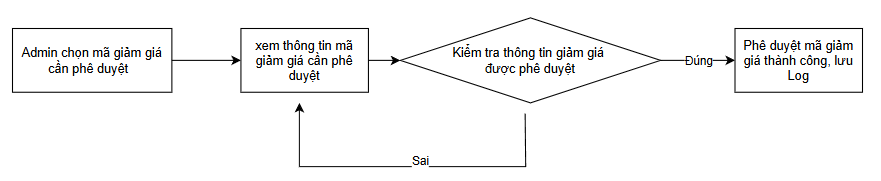 Admin chọn mã giảm giá
cần phê duyệt
xem thông tin mã
giảm giá cần phê
duyệt
Kiểm tra thông tin giảm giá
được phê duyệt
Đúng
Phê duyệt mã giảm
giá thành công, lưu
Log
Sai